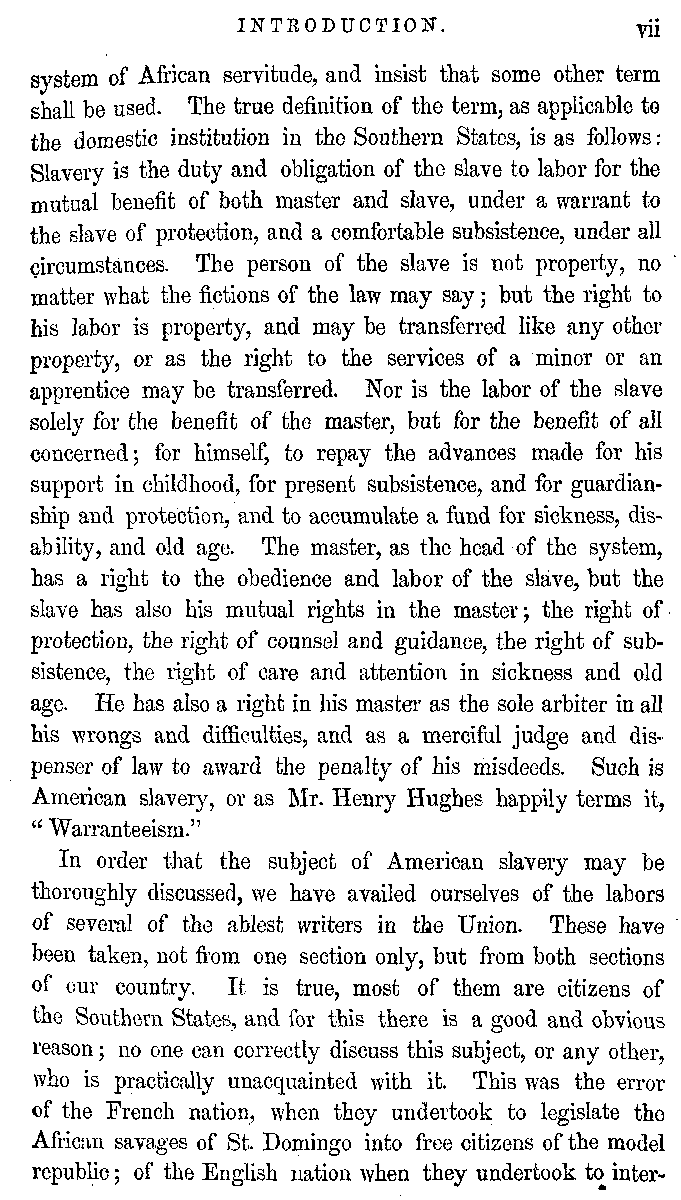 INTRODUCTION. vii
system of African servitude, and insist that some other term
shall be used. The true definition of the term, as applicable to
the domestic institution in the Southern States, is as follows:
Slavery is the duty and obligation of the slave to labor for the
mutual benefit of both master and slave, under a warrant to
the slave of protection, and a comfortable subsistence, under all
circumstances. The person of the slave is not property, no
matter what the fictions of the law may say; but the right to
his labor is property, and may be transferred like any other
property, or as the right to the services of a minor or an
apprentice may be transferred. Nor is the labor of the slave
solely for the benefit of the master, but for the benefit of all
concerned; for himself, to repay the advances made for his
support in childhood, for present subsistence, and for guardian-
ship and protection, and to accumulate a fund for sickness, dis-
ability, and old age. The master, as the head of the system,
has a right to the obedience and labor of the slave, but the
slave has also his mutual rights in the master; the right of
protection, the right of counsel and guidance, the right of sub-
sistence, the right of care and attention in sickness and old
age. He has also a right in his master as the sole arbiter in all
his wrongs and difficulties, and as a merciful judge and dis-
penser of law to award the penalty of his misdeeds. Such is
American slavery, or as Mr. Henry Hughes happily terms it,
“Warranteeism.”
In order that the subject of American slavery may be
thoroughly discussed, we have availed ourselves of the labors
of several of the ablest writers in the Union. These have
been taken, not from one section only, but from both sections
of our country. It is true, most of them are citizens of
the Southern States, and for this there is a good and obvious
reason; no one can correctly discuss this subject, or any other,
who is practically unacquainted with it. This was the error
of the French nation, when they undertook to legislate the
African savages of St. Domingo into free citizens of the model
republic; of the English nation when they undertook to inter-